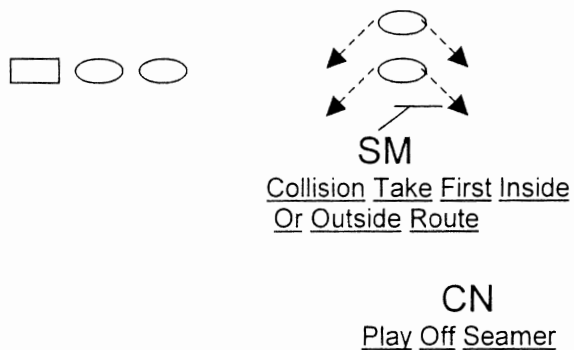 SM
Collision Take First Inside
Or Outside Route
CN
Play Off Seamer